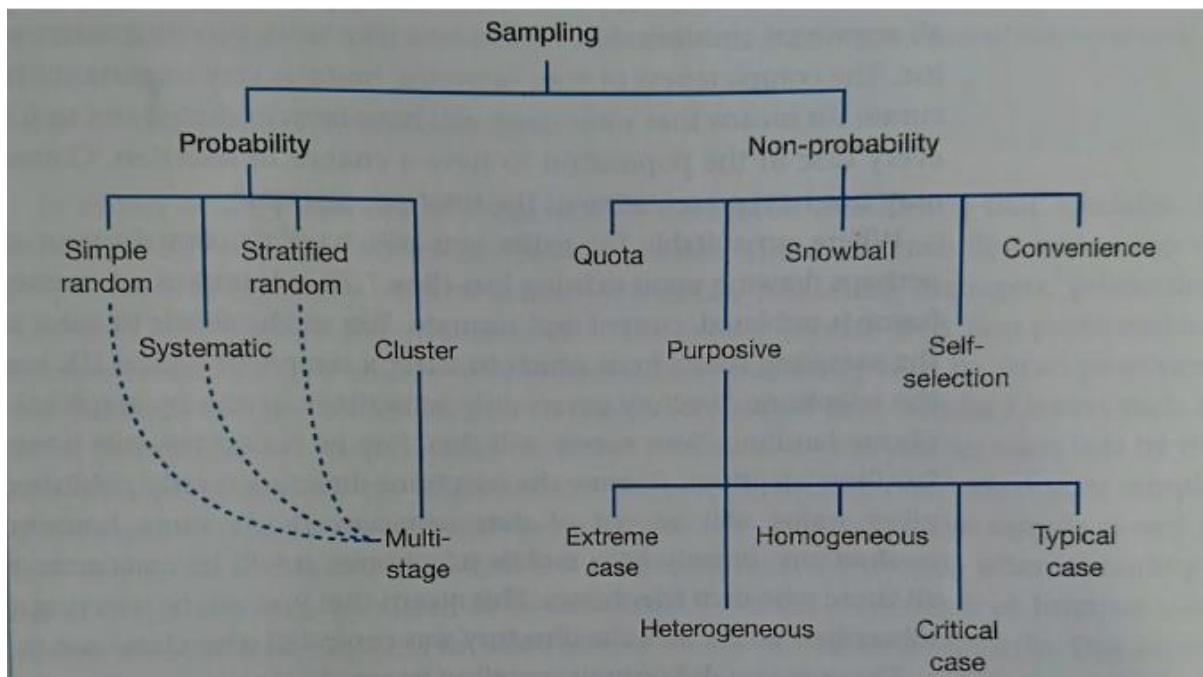 Sampling
Probability
Non-probability
Simple
random
Stratified
random
Quota
Snowball
Convenience
Systematic
Cluster
Purposive
Self-
selection
Multi-
stage
Extreme
case
Homogeneous
Typical
case
Heterogeneous
Critical
case